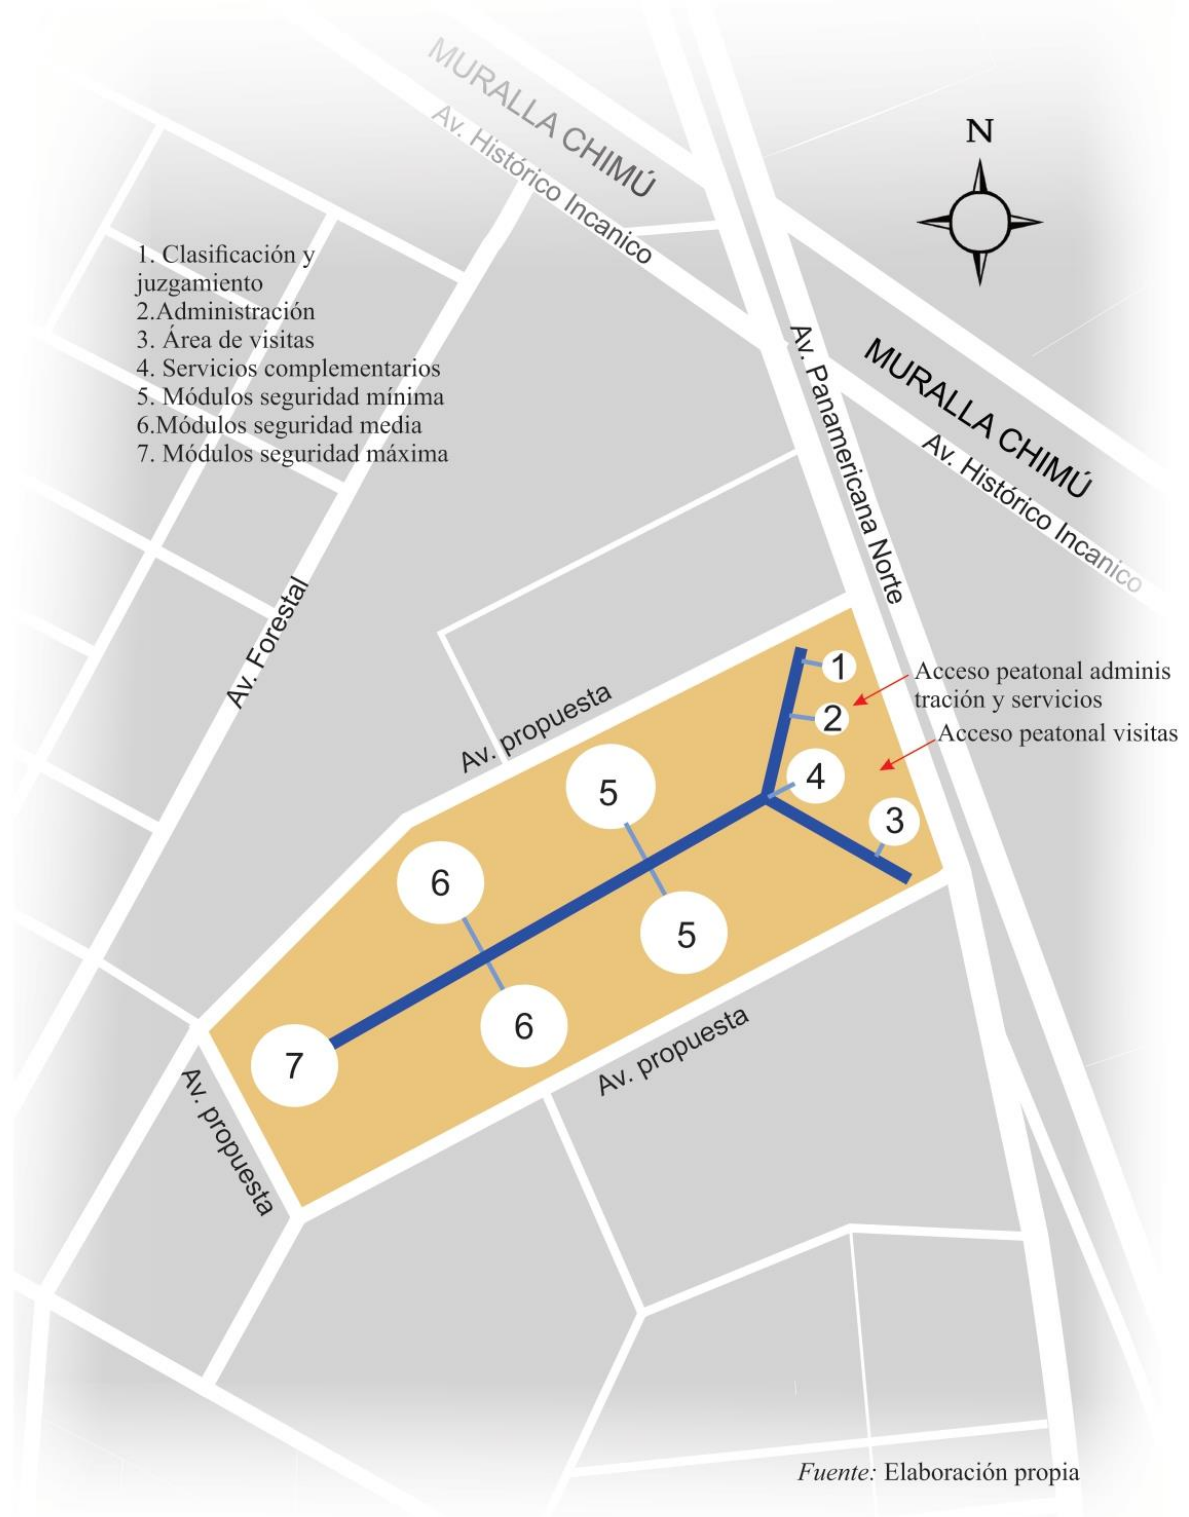 MURALLA CHIMÚ
Av. Histórico Incanico
N
1. Clasificación y
juzgamiento
2.Administración
3. Área de visitas
4. Servicios complementarios
5. Módulos seguridad mínima
6.Módulos seguridad media
7. Módulos seguridad máxima
Av. Panamericana Norte
MURALLA CHIMÚ
Av. Histórico Incanico
Av. Forestal
1
Acceso peatonal adminis
tración y servicios
2
Acceso peatonal visitas
Av. propuesta
4
5
3
6
5
6
7
Av. propuesta
Av. propuesta
Fuente: Elaboración propia